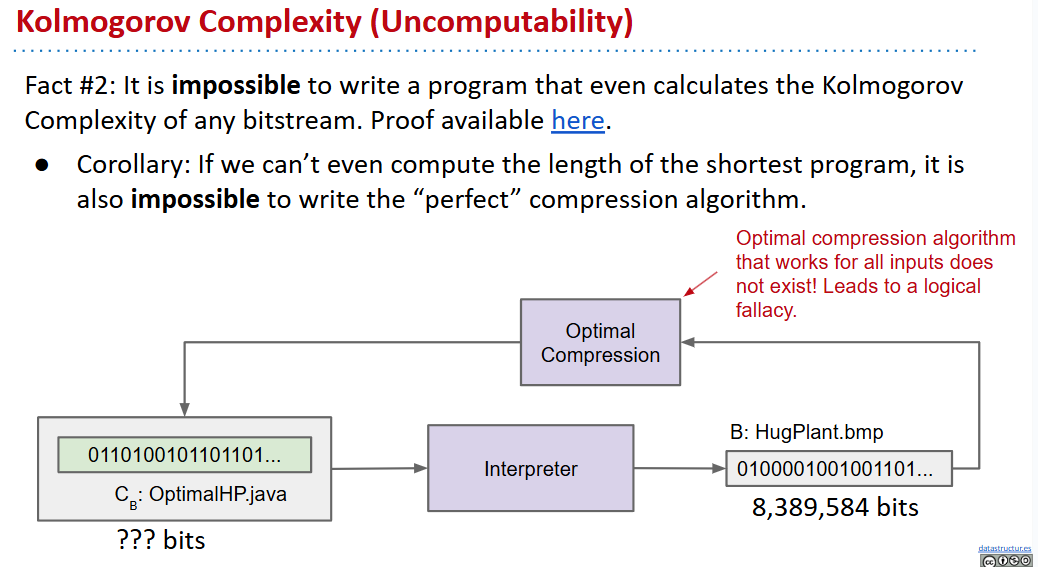 Kolmogorov Complexity (Uncomputability)
Fact #2: It is impossible to write a program that even calculates the Kolmogorov
Complexity of any bitstream. Proof available here.
● Corollary: If we can’t even compute the length of the shortest program, it is
also impossible to write the “perfect” compression algorithm.
Optimal compression algorithm
that works for all inputs does
not exist! Leads to a logical
fallacy.
Optimal
Compression
0110100101101101...
C_B: OptimalHP.java
??? bits
Interpreter
B: HugPlant.bmp
0100001001001101...
8,389,584 bits
datastructur.es